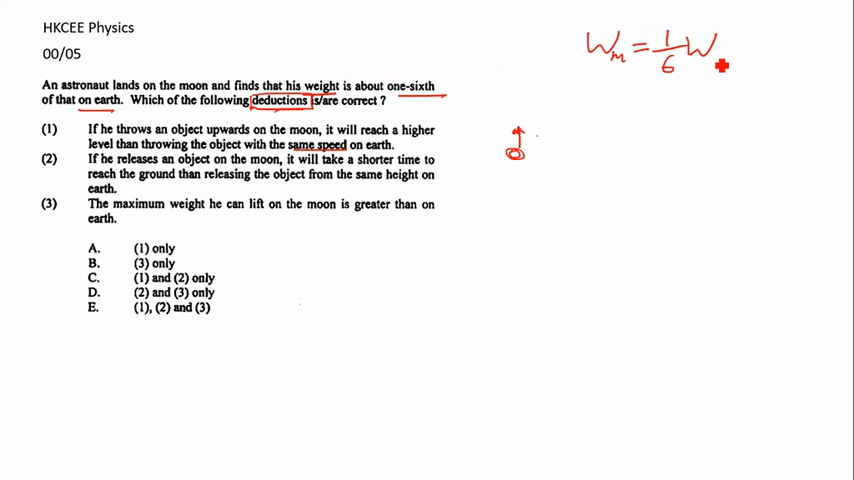 HKCEE Physics
00/05
An astronaut lands on the moon and finds that his weight is about one-sixth
of that on earth. Which of the following deductions is/are correct ?
(1) If he throws an object upwards on the moon, it will reach a higher
level than throwing the object with the same speed on earth.
(2) If he releases an object on the moon, it will take a shorter time to
reach the ground than releasing the object from the same height on
earth.
(3) The maximum weight he can lift on the moon is greater than on
earth.
A. (1) only
B. (3) only
C. (1) and (2) only
D. (2) and (3) only
E. (1), (2) and (3)
Wm = 1/6 W